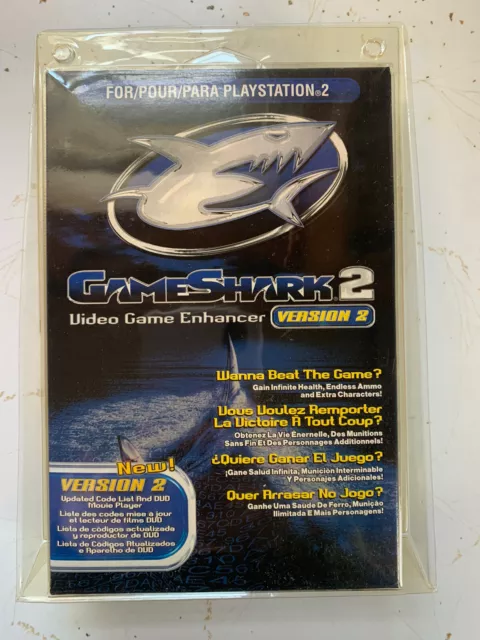 FOR/POUR/PARA PLAYSTATION®2
GAMESHARK 2
Video Game Enhancer VERSION 2
Wanna Beat The Game?
Gain Infinite Health, Endless Ammo
and Extra Characters!
Vous Voulez Remporter
La Victoire À Tout Coup?
Obtenez La Vie Enernelle, Des Munitions
Sans Fin Et Des Personnages Additionnels!
¿Quiere Ganar El Juego?
¡Gane Salud Infinita, Munición Interminable
Y Personajes Adicionales!
Quer Arrasar No Jogo?
Ganhe Uma Saude De Ferro, Munição
Ilimitada E Mais Personagens!
New!
VERSION 2
Updated Code List And DVD
Movie Player
Liste des codes mise à jour
et lecteur de films DVD
Lista de códigos actualizada
y reproductor de DVD
Lista de Códigos Atualizados
e Aparelho de DVD